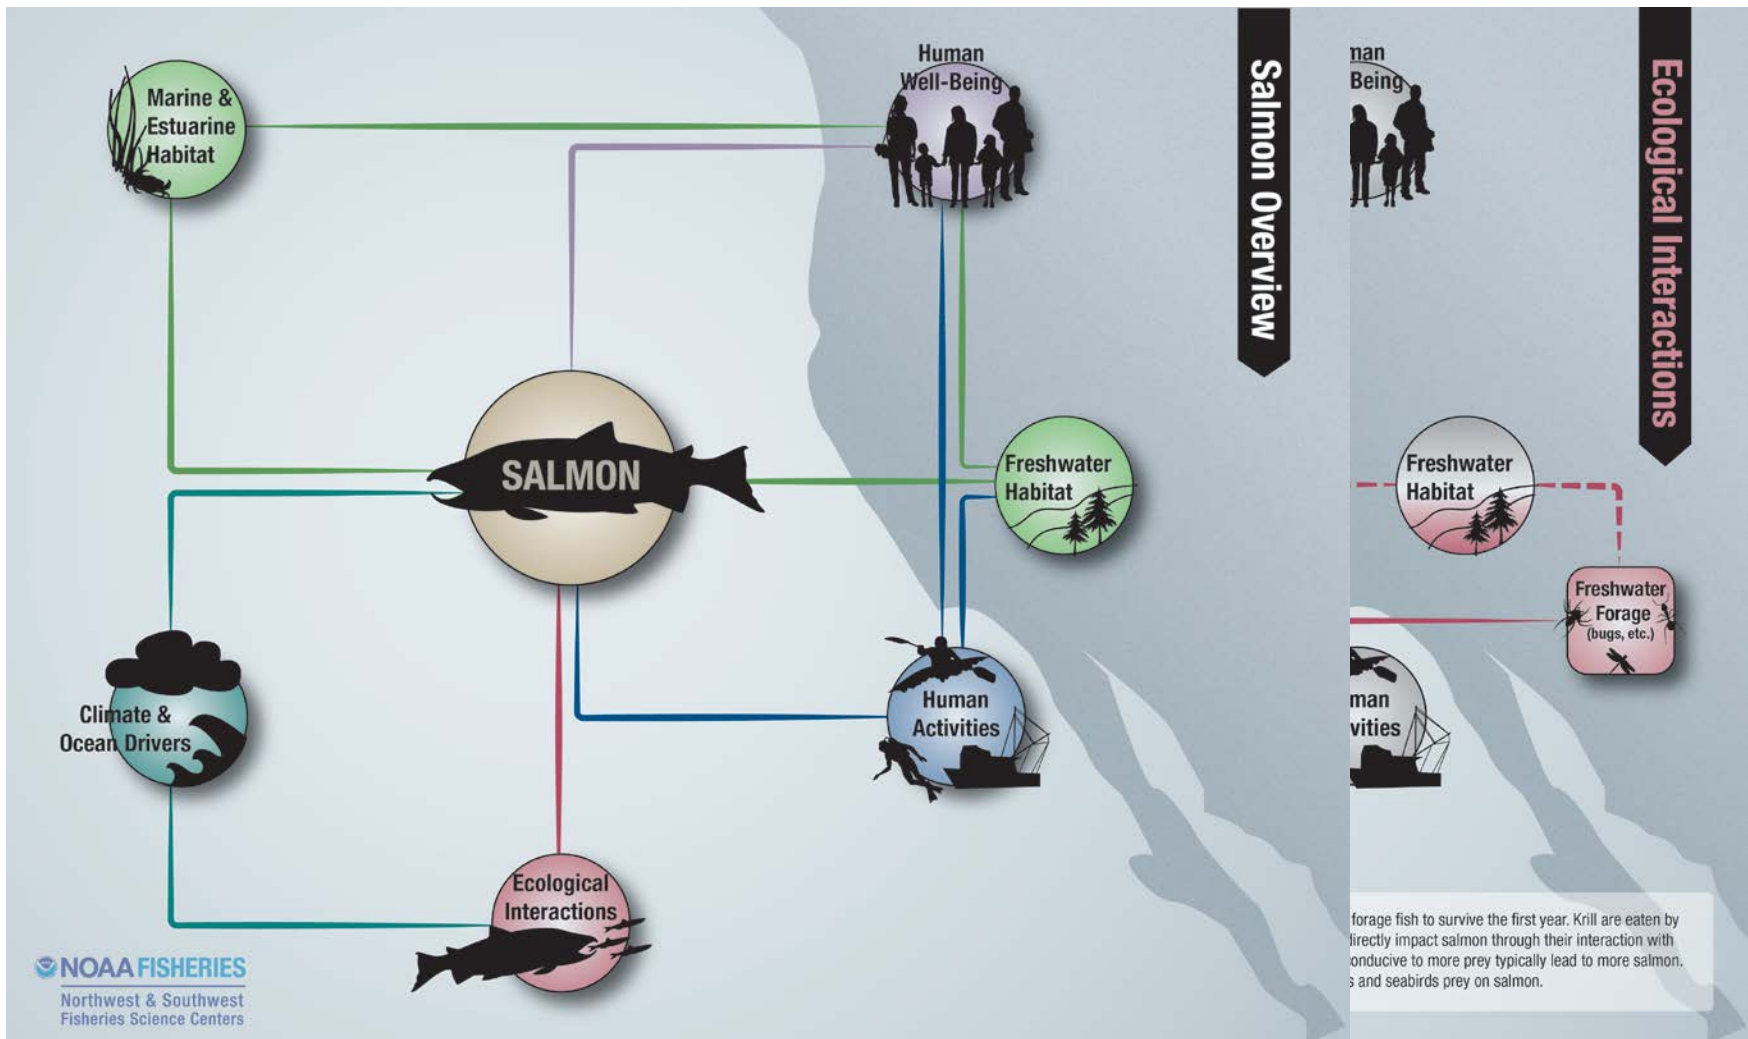 Marine &
Estuarine
Habitat
Human
Well-Being
Salmon Overview
SALMON
Freshwater
Habitat
Climate &
Ocean Drivers
Human
Activities
Ecological
Interactions
NOAA FISHERIES
Northwest & Southwest
Fisheries Science Centers
man
Being
Ecological Interactions
Freshwater
Habitat
Freshwater
Forage
(bugs, etc.)
man
vities
forage fish to survive the first year. Krill are eaten by
directly impact salmon through their interaction with
onducive to more prey typically lead to more salmon.
s and seabirds prey on salmon.